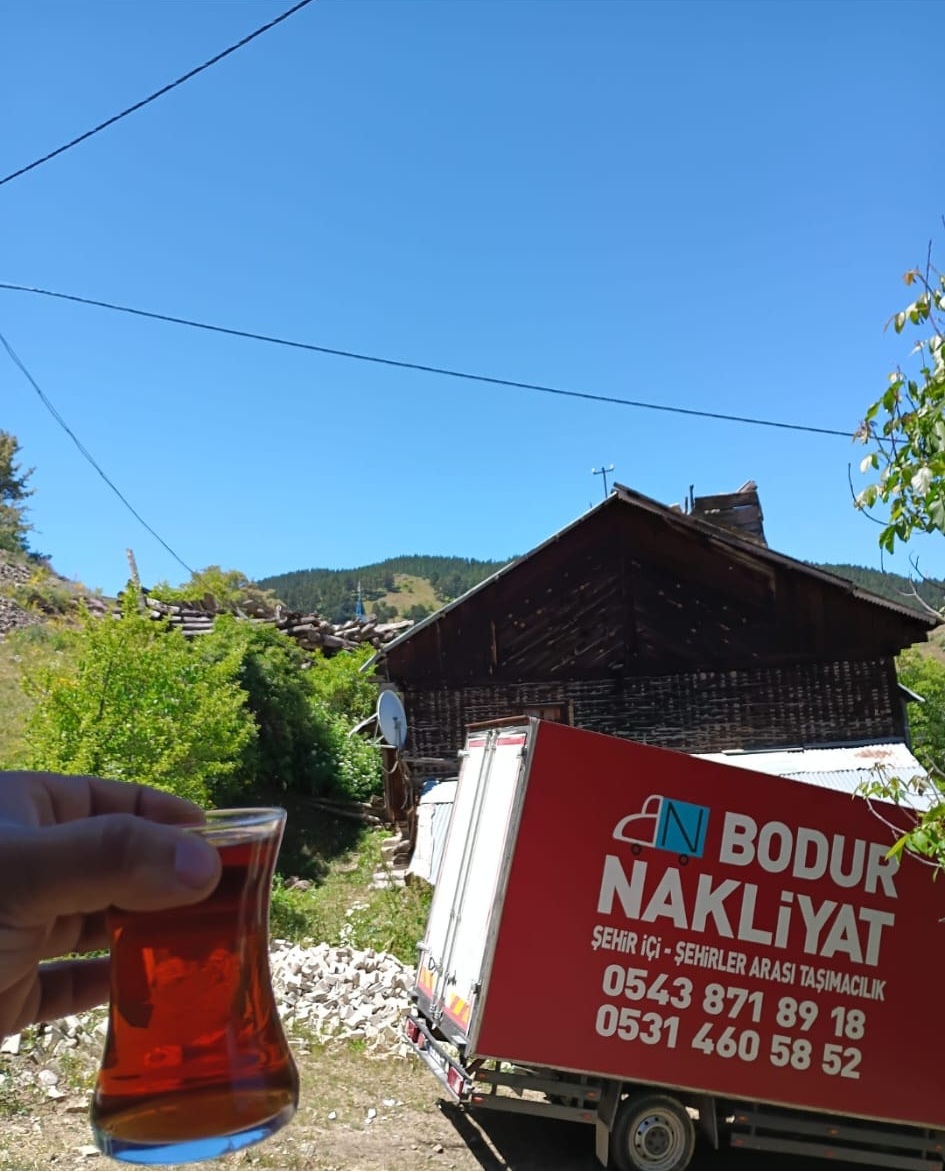 N BODUR
NAKLİYAT
ŞEHİR İÇİ - ŞEHİRLER ARASI TAŞIMACILIK
0543 871 89 18
0531 460 58 52